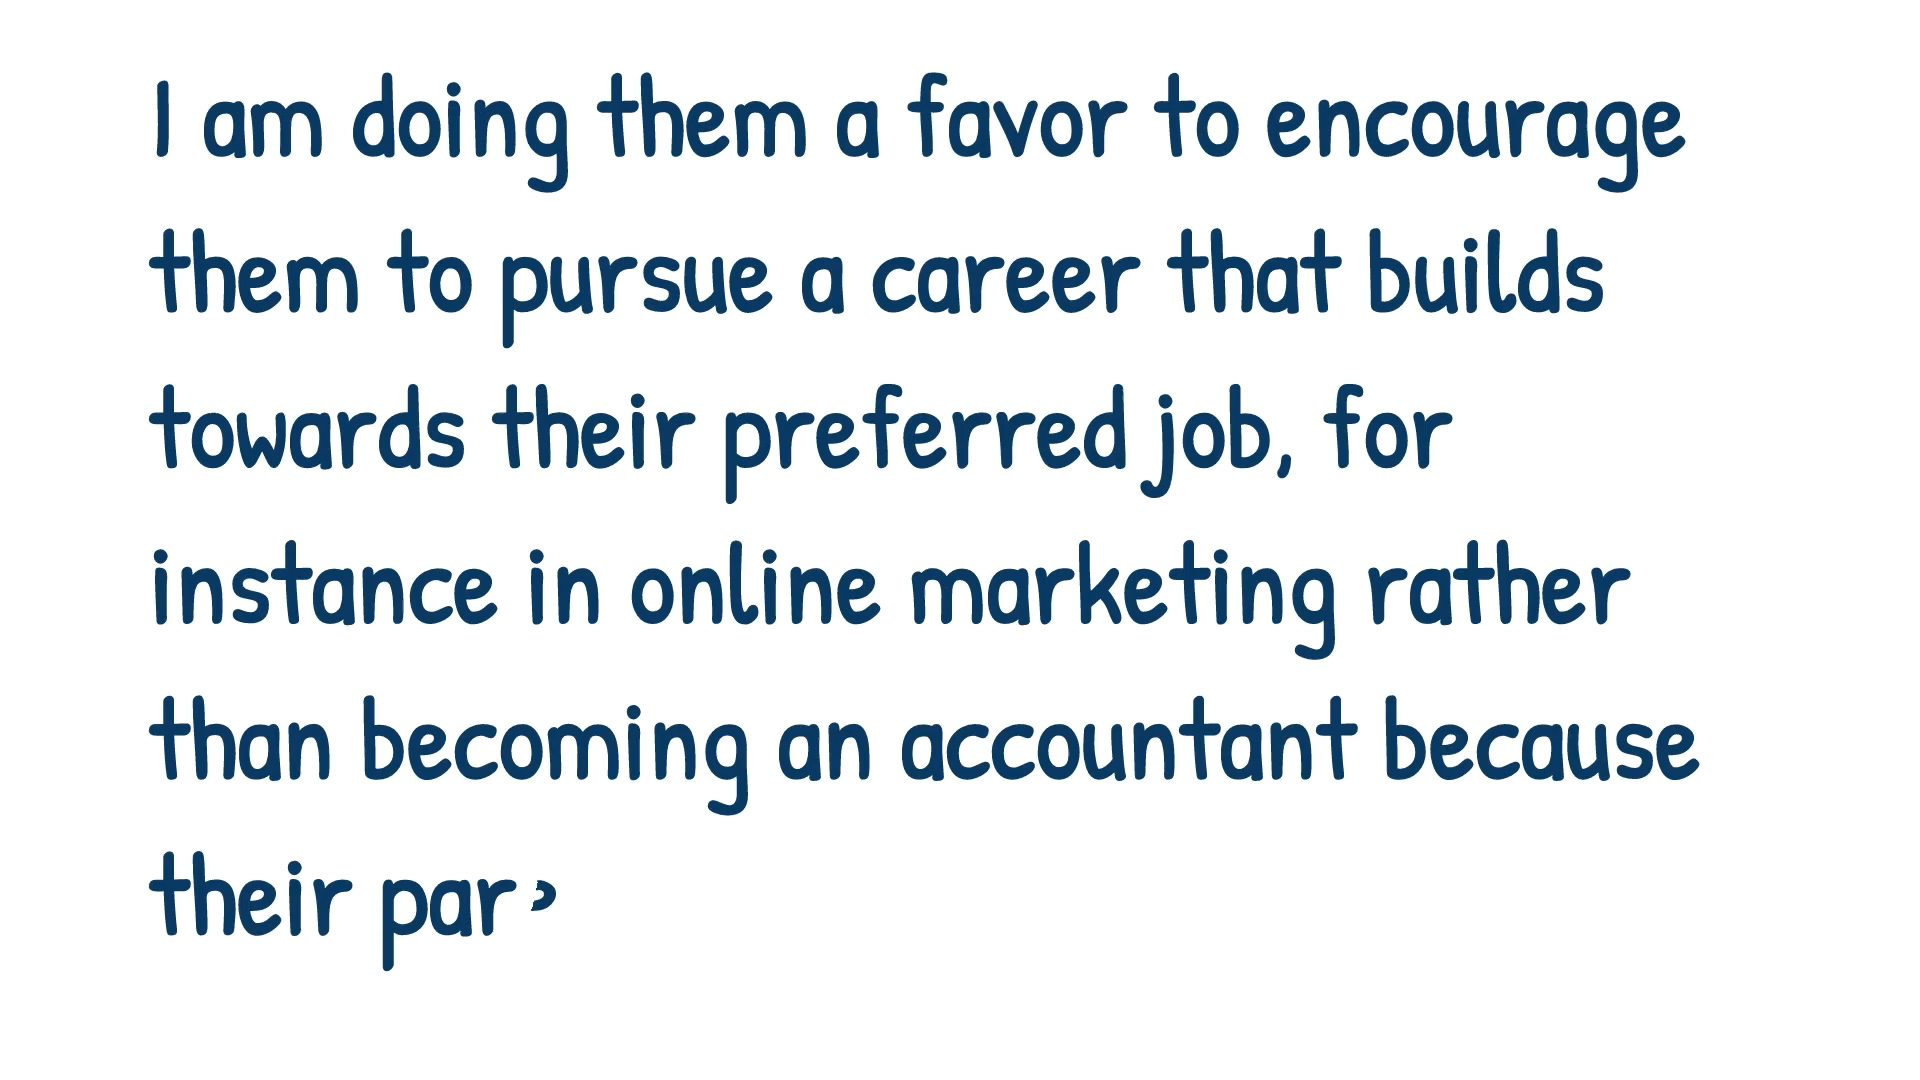 I am doing them a favor to encourage
them to pursue a career that builds
towards their preferred job, for
instance in online marketing rather
than becoming an accountant because
their par